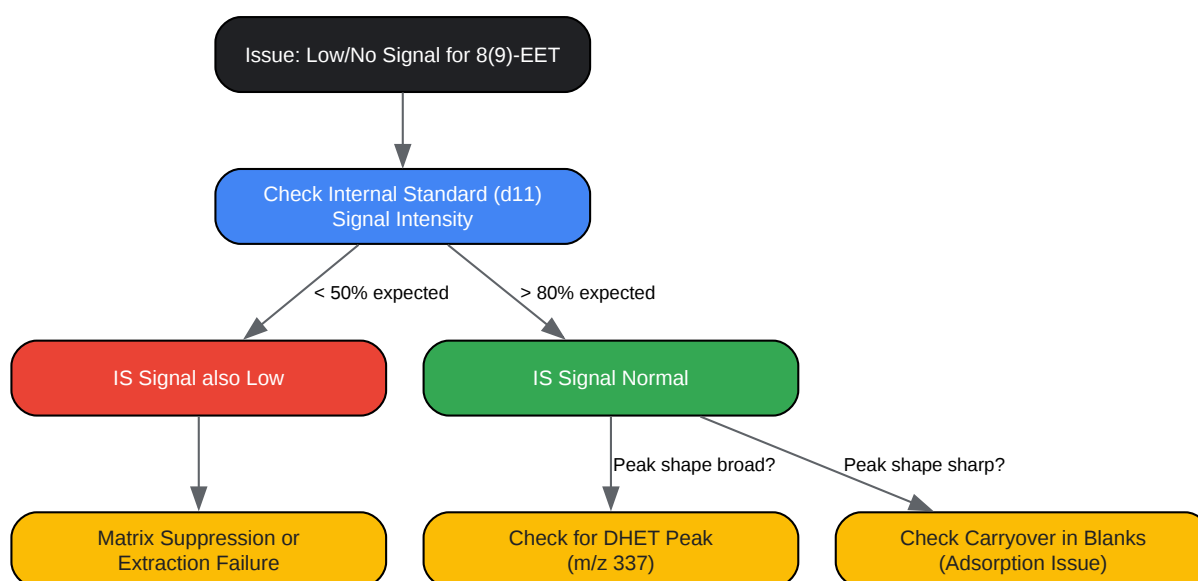 Issue: Low/No Signal for 8(9)-EET
Check Internal Standard (d11)
Signal Intensity
< 50% expected
> 80% expected
IS Signal also Low
IS Signal Normal
Peak shape broad?
Peak shape sharp?
Matrix Suppression or
Extraction Failure
Check for DHET Peak
(m/z 337)
Check Carryover in Blanks
(Adsorption Issue)